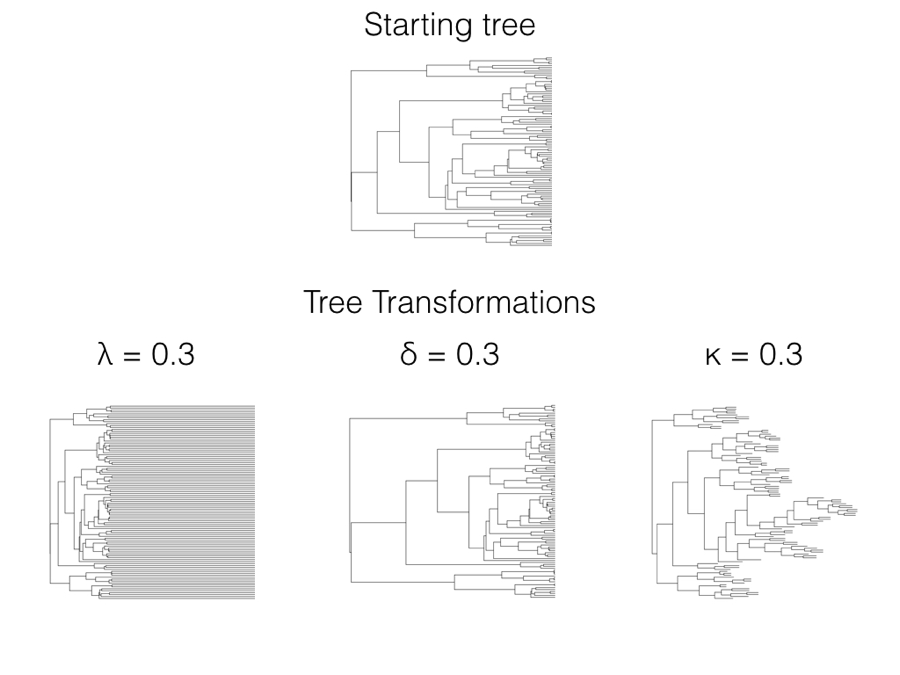 Starting tree
Tree Transformations
λ = 0.3
δ = 0.3
κ = 0.3